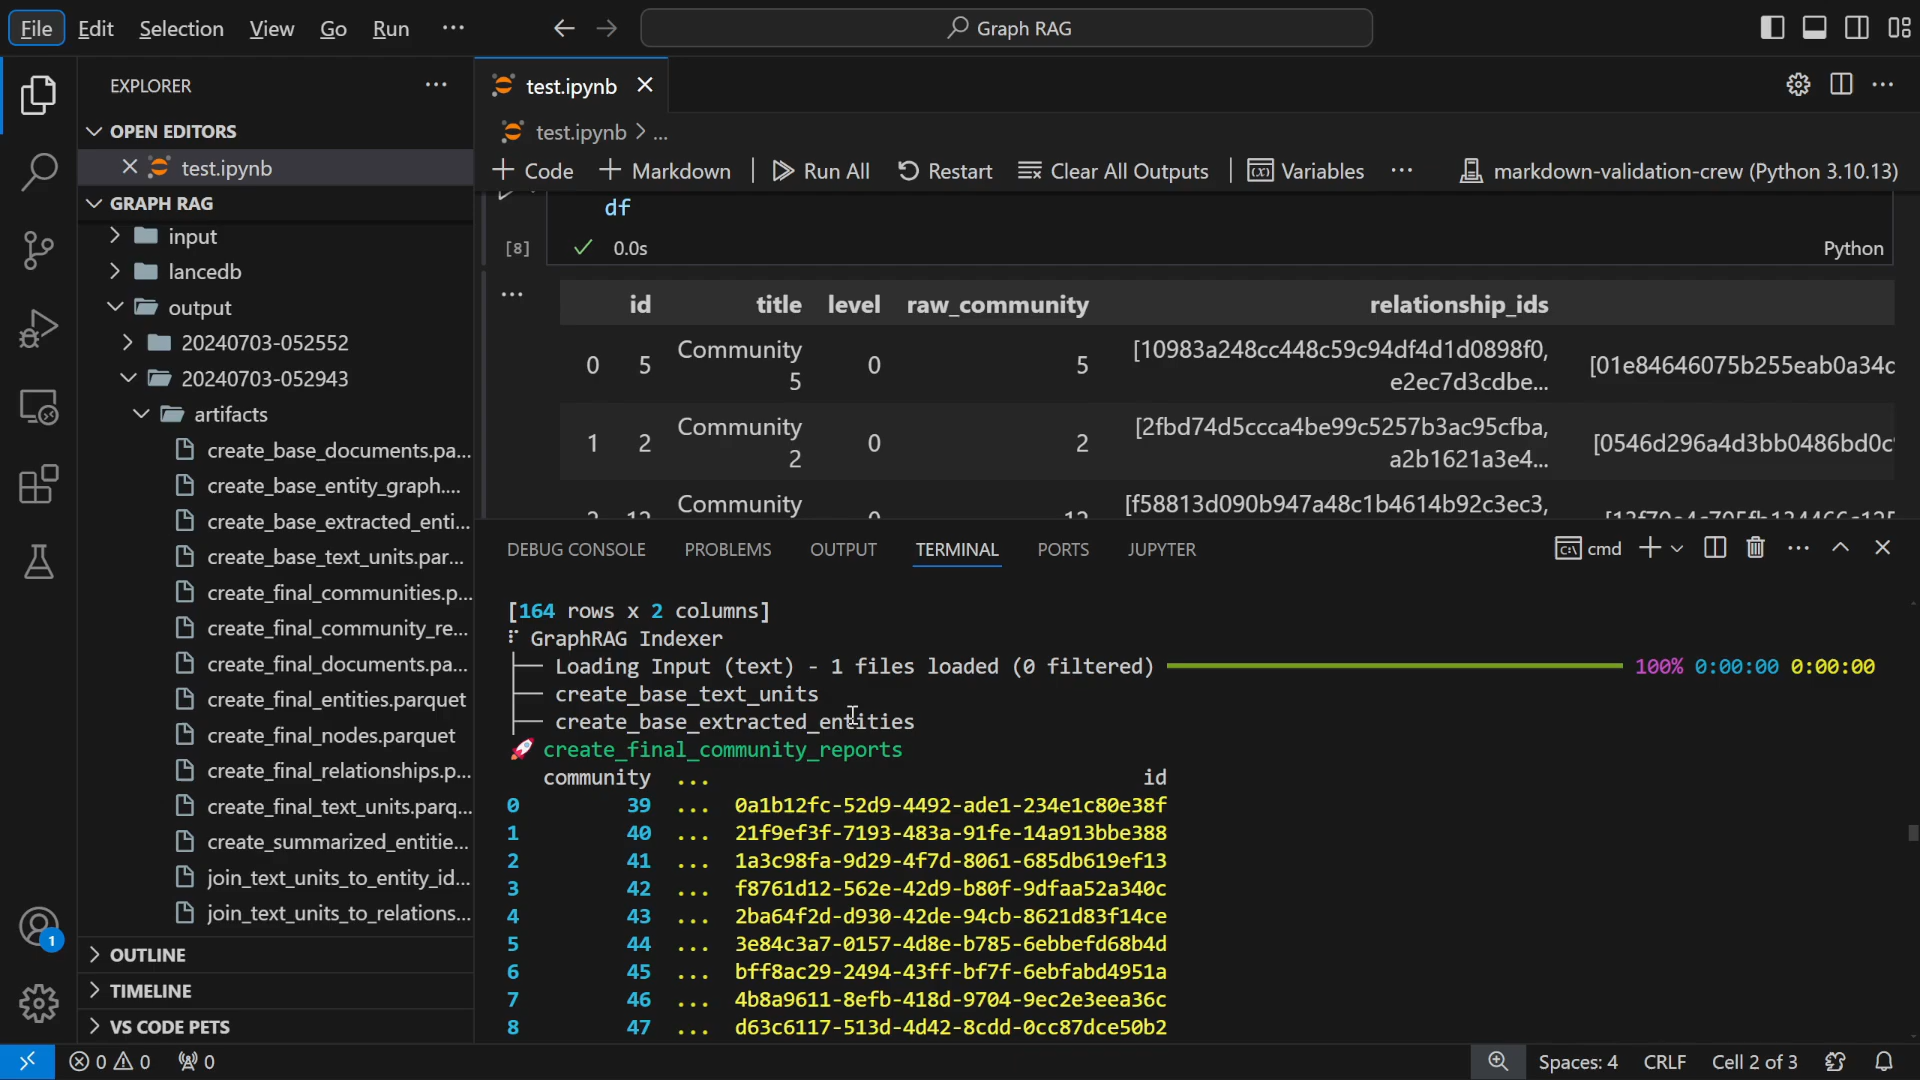 File Edit Selection View Go Run ...
Graph RAG
EXPLORER
OPEN EDITORS
test.ipynb
GRAPH RAG
input
lancedb
output
20240703-052552
20240703-052943
artifacts
create_base_documents.pa...
create_base_entity_graph....
create_base_extracted_enti...
create_base_text_units.par...
create_final_communities.p...
create_final_community_re...
create_final_documents.pa...
create_final_entities.parquet
create_final_nodes.parquet
create_final_relationships.p...
create_final_text_units.parq...
create_summarized_entitie...
join_text_units_to_entity_id...
join_text_units_to_relations...
OUTLINE
TIMELINE
VS CODE PETS
test.ipynb
test.ipynb > ...
+ Code + Markdown Run All Restart Clear All Outputs Variables ... markdown-validation-crew (Python 3.10.13)
df
[8] 0.0s Python
id title level raw_community relationship_ids
0 5 Community 5 0 5 [10983a248cc448c59c94df4d1d0898f0, e2ec7d3cdbe... [01e84646075b255eab0a34c
1 2 Community 2 0 2 [2fbd74d5ccca4be99c5257b3ac95cfba, a2b1621a3e4... [0546d296a4d3bb0486bd0c
Community 0 12 [f58813d090b947a48c1b4614b92c3ec3,
DEBUG CONSOLE PROBLEMS OUTPUT TERMINAL PORTS JUPYTER cmd
[164 rows x 2 columns]
GraphRAG Indexer
Loading Input (text) - 1 files loaded (0 filtered) 100% 0:00:00 0:00:00
create_base_text_units
create_base_extracted_entities
🚀 create_final_community_reports
community ... id
0 39 ... 0a1b12fc-52d9-4492-ade1-234e1c80e38f
1 40 ... 21f9ef3f-7193-483a-91fe-14a913bbe388
2 41 ... 1a3c98fa-9d29-4f7d-8061-685db619ef13
3 42 ... f8761d12-562e-42d9-b80f-9dfaa52a340c
4 43 ... 2ba64f2d-d930-42de-94cb-8621d83f14ce
5 44 ... 3e84c3a7-0157-4d8e-b785-6ebbefd68b4d
6 45 ... bff8ac29-2494-43ff-bf7f-6ebfabd4951a
7 46 ... 4b8a9611-8efb-418d-9704-9ec2e3eea36c
8 47 ... d63c6117-513d-4d42-8cdd-0cc87dce50b2
1
0 0 0 Spaces: 4 CRLF Cell 2 of 3